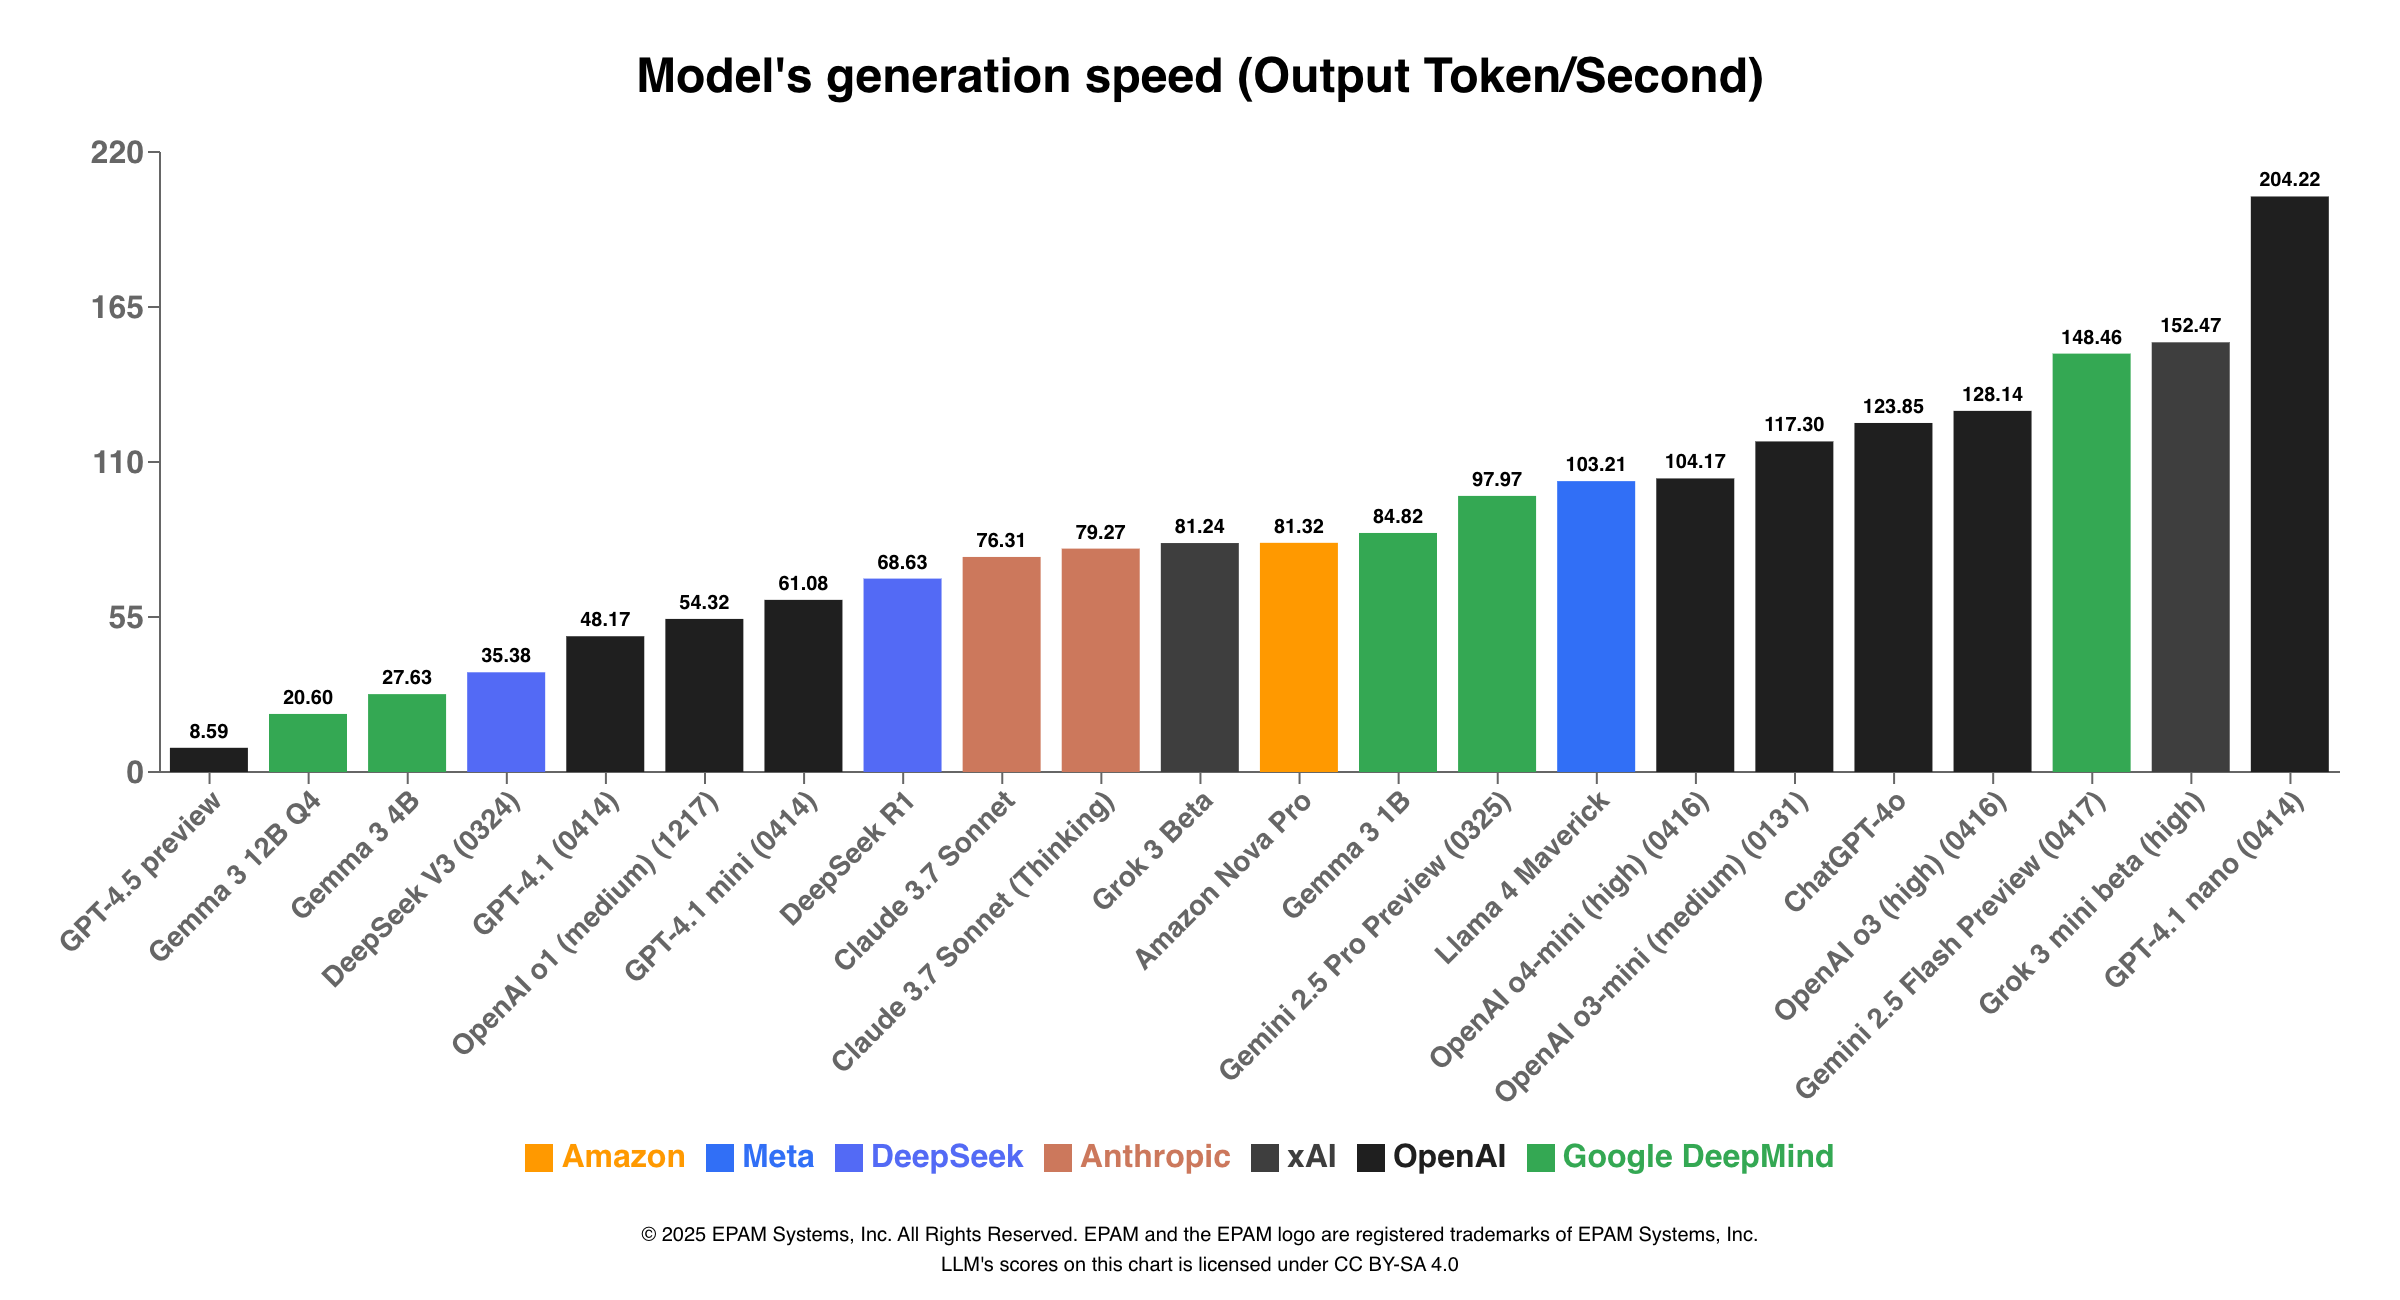 Model's generation speed (Output Token/Second)
220
165
110
55
0
8.59
20.60
27.63
35.38
48.17
54.32
61.08
68.63
76.31
79.27
81.24
81.32
84.82
97.97
103.21
104.17
117.30
123.85
128.14
148.46
152.47
204.22
GPT-4.5 preview
Gemma 3 12B Q4
Gemma 3 4B
DeepSeek V3 (0324)
GPT-4.1 (0414)
OpenAI o1 (medium) (1217)
GPT-4.1 mini (0414)
DeepSeek R1
Claude 3.7 Sonnet
Claude 3.7 Sonnet (Thinking)
Grok 3 Beta
Amazon Nova Pro
Gemma 3 1B
Gemini 2.5 Pro Preview (0325)
Llama 4 Maverick
OpenAI o4-mini (high) (0416)
OpenAI o3-mini (medium) (0131)
ChatGPT-4o
OpenAI o3 (high) (0416)
Gemini 2.5 Flash Preview (0417)
Grok 3 mini beta (high)
GPT-4.1 nano (0414)
Amazon Meta DeepSeek Anthropic xAI OpenAI Google DeepMind
© 2025 EPAM Systems, Inc. All Rights Reserved. EPAM and the EPAM logo are registered trademarks of EPAM Systems, Inc.
LLM's scores on this chart is licensed under CC BY-SA 4.0